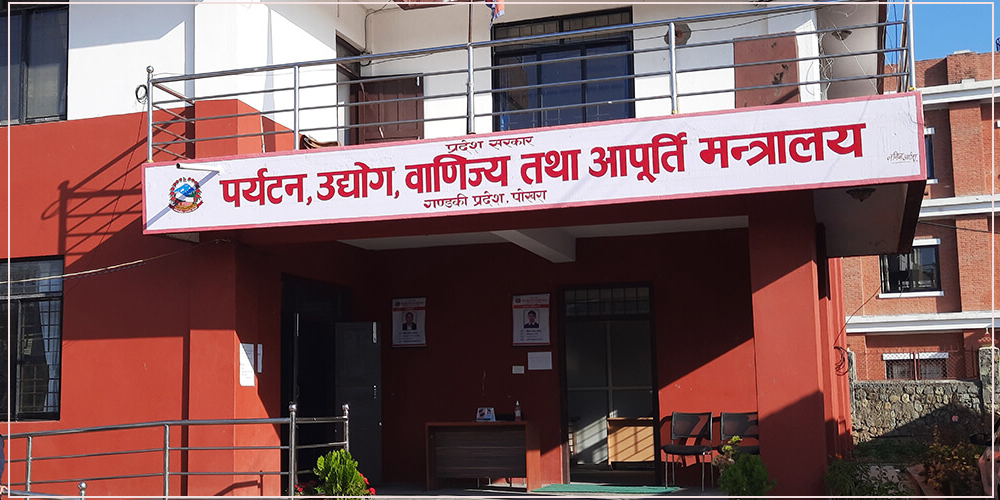 प्रदेश सरकार
पर्यटन, उद्योग, वाणिज्य तथा आपूर्ति मन्त्रालय
गण्डकी प्रदेश, पोखरा